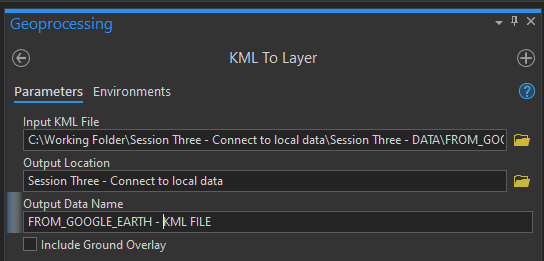 Geoprocessing
KML To Layer
Parameters Environments
Input KML File
C:\Working Folder\Session Three - Connect to local data\Session Three - DATA\FROM_GOO
Output Location
Session Three - Connect to local data
Output Data Name
FROM_GOOGLE_EARTH - KML FILE
Include Ground Overlay